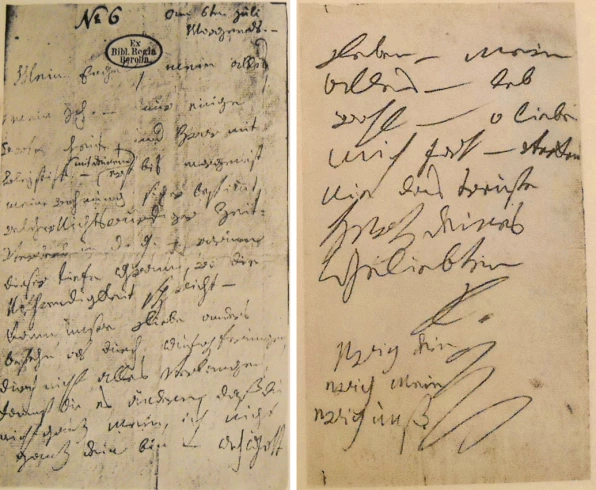 № 6 am 6ten Juli
Morgends. –
Ex
Bibl. Regia
Berolin.
Mein Engel, mein alles
mein Ich. – nur einige
Worte heute, und zwar mit
Bleystift – (mit deinem)
erst bis morgen ist
meine Wohnung sicher bestimmt,
welcher Nichtswürdiger Zeit-
verderb in d. g. – warum
dieser tiefe Gram, wo die
Nothwendigkeit spricht –
Kann unsre Liebe anders
bestehn als durch Aufopferungen,
durch nicht alles verlangen,
kannst du es ändern, daß du
nicht ganz mein, ich nicht
ganz dein bin – Ach Gott
Leben – mein
alles – leb
wohl – o liebe
mich fort – verken
nie das treuste
Herz deines
Geliebten
L.
ewig dein
ewig mein
ewig unß